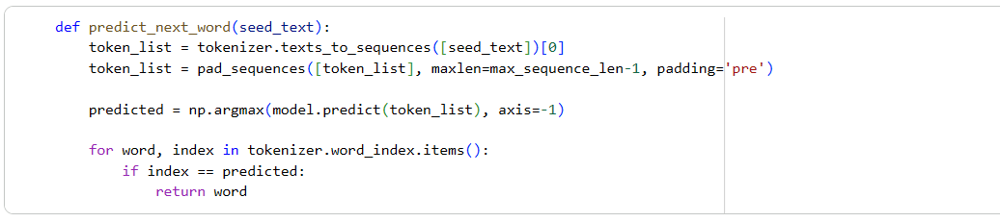 def predict_next_word(seed_text):
    token_list = tokenizer.texts_to_sequences([seed_text])[0]
    token_list = pad_sequences([token_list], maxlen=max_sequence_len-1, padding='pre')

    predicted = np.argmax(model.predict(token_list), axis=-1)

    for word, index in tokenizer.word_index.items():
        if index == predicted:
            return word